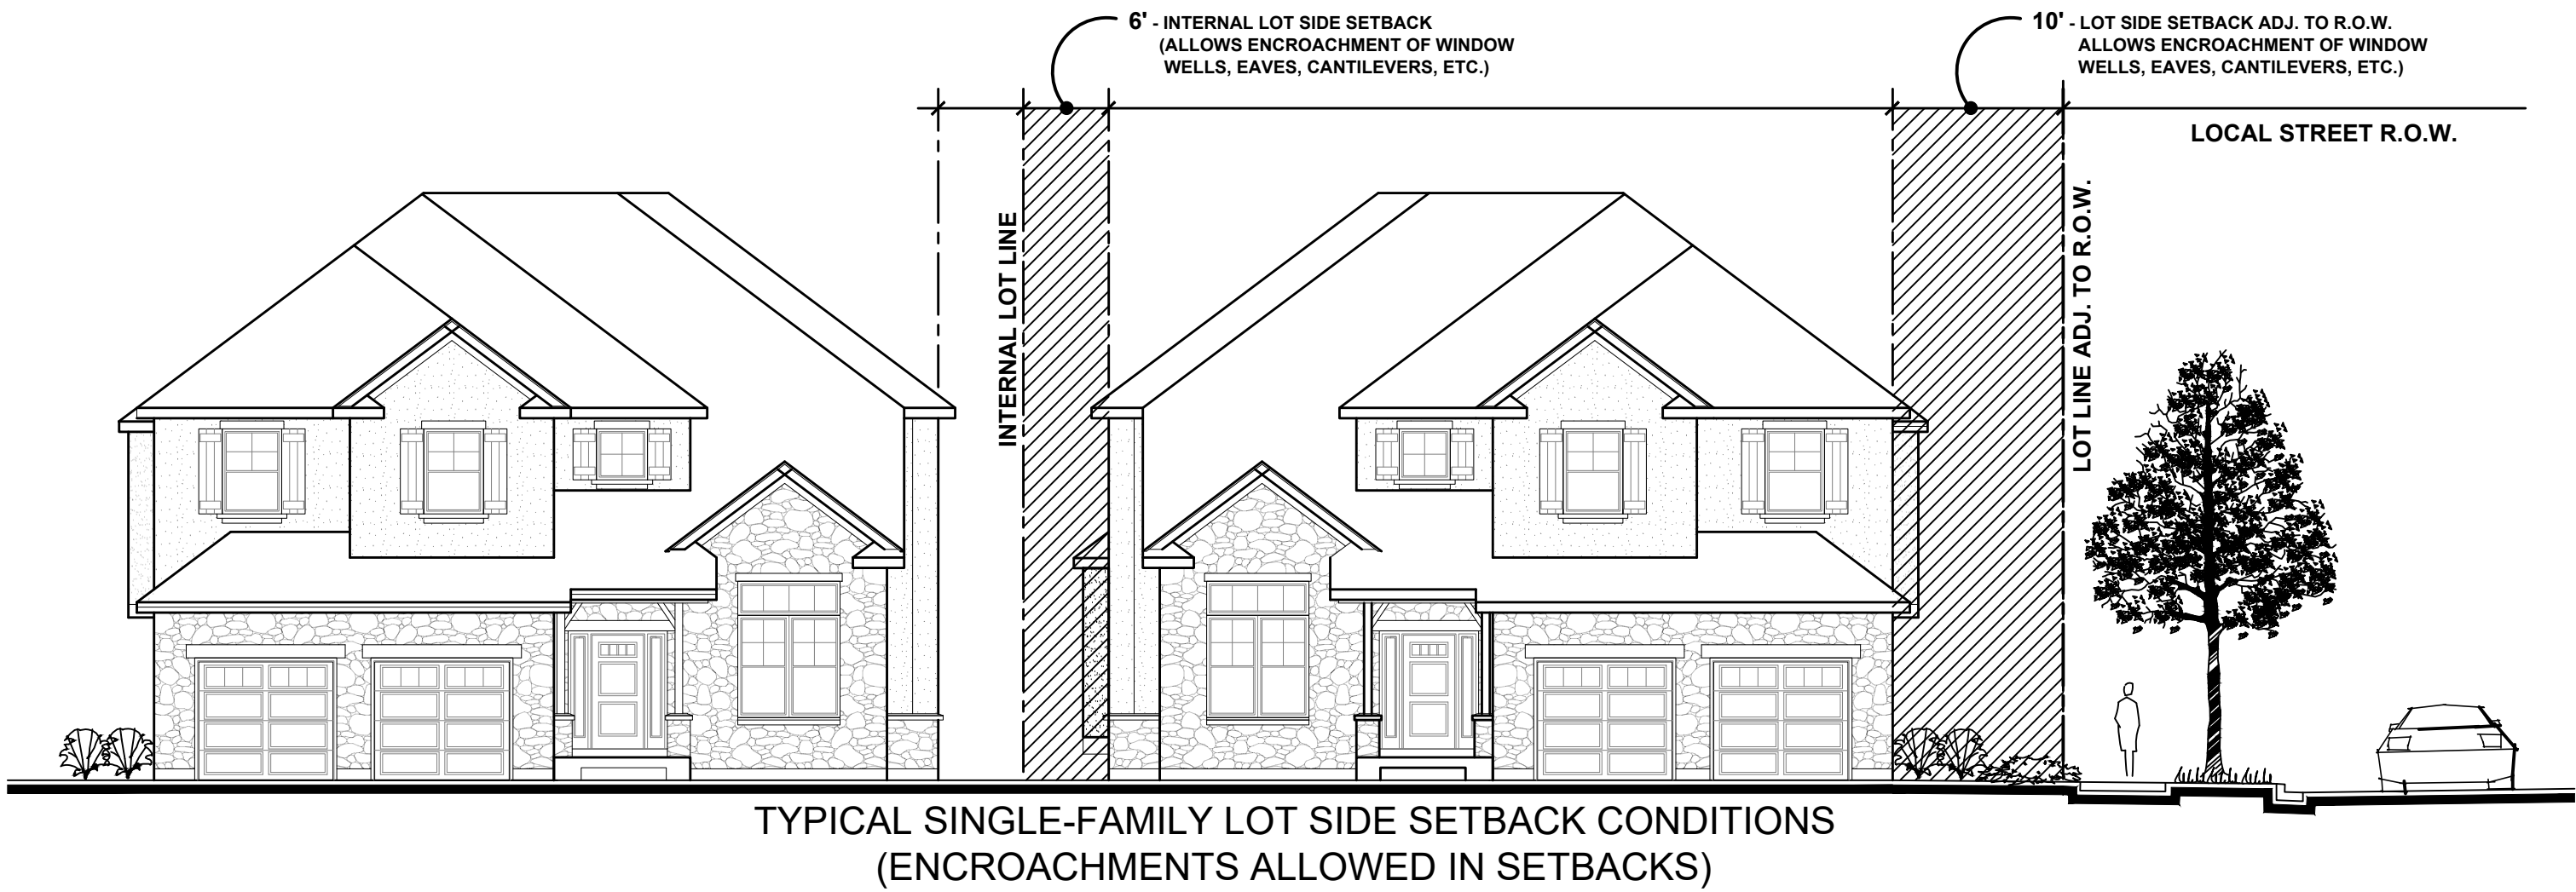 6' - INTERNAL LOT SIDE SETBACK
(ALLOWS ENCROACHMENT OF WINDOW
WELLS, EAVES, CANTILEVERS, ETC.)
10' - LOT SIDE SETBACK ADJ. TO R.O.W.
ALLOWS ENCROACHMENT OF WINDOW
WELLS, EAVES, CANTILEVERS, ETC.)
LOCAL STREET R.O.W.
INTERNAL LOT LINE
LOT LINE ADJ. TO R.O.W.
TYPICAL SINGLE-FAMILY LOT SIDE SETBACK CONDITIONS
(ENCROACHMENTS ALLOWED IN SETBACKS)